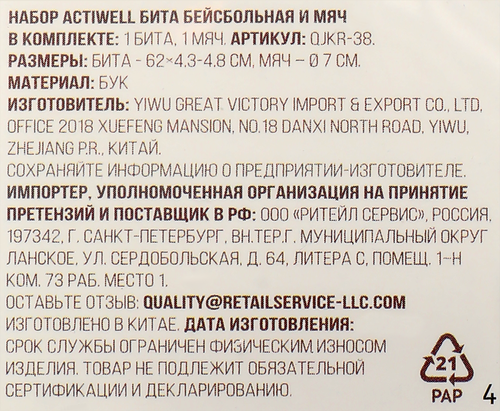 НАБОР ACTIWELL БИТА БЕЙСБОЛЬНАЯ И МЯЧ
В КОМПЛЕКТЕ: 1 БИТА, 1 МЯЧ. АРТИКУЛ: QJKR-38.
РАЗМЕРЫ: БИТА - 62×4.3-4.8 СМ, МЯЧ – Ø 7 СМ.
МАТЕРИАЛ: БУК
ИЗГОТОВИТЕЛЬ: YIWU GREAT VICTORY IMPORT & EXPORT CO., LTD,
OFFICE 2018 XUEFENG MANSION, NO.18 DANXI NORTH ROAD, YIWU,
ZHEJIANG P.R., КИТАЙ.
СОХРАНЯЙТЕ ИНФОРМАЦИЮ О ПРЕДПРИЯТИИ-ИЗГОТОВИТЕЛЕ.
ИМПОРТЕР, УПОЛНОМОЧЕННАЯ ОРГАНИЗАЦИЯ НА ПРИНЯТИЕ
ПРЕТЕНЗИЙ И ПОСТАВЩИК В РФ: ООО «РИТЕЙЛ СЕРВИС», РОССИЯ,
197342, Г. САНКТ-ПЕТЕРБУРГ, ВН.ТЕР.Г. МУНИЦИПАЛЬНЫЙ ОКРУГ
ЛАНСКОЕ, УЛ. СЕРДОБОЛЬСКАЯ, Д. 64, ЛИТЕРА С, ПОМЕЩ. 1-Н
КОМ. 73 РАБ. МЕСТО 1.
ОСТАВЬТЕ ОТЗЫВ: QUALITY@RETAILSERVICE-LLC.COM
ИЗГОТОВЛЕНО В КИТАЕ. ДАТА ИЗГОТОВЛЕНИЯ:
СРОК СЛУЖБЫ ОГРАНИЧЕН ФИЗИЧЕСКИМ ИЗНОСОМ
ИЗДЕЛИЯ. ТОВАР НЕ ПОДЛЕЖИТ ОБЯЗАТЕЛЬНОЙ
СЕРТИФИКАЦИИ И ДЕКЛАРИРОВАНИЮ.
21
PAP
4